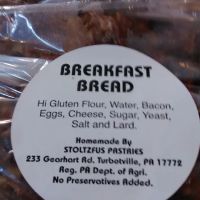 BREAKFAST
BREAD
Hi Gluten Flour, Water, Bacon,
Eggs, Cheese, Sugar, Yeast,
Salt and Lard.
Homemade By
STOLTZFUS PASTRIES
233 Gearhart Rd. Turbotville, PA 17772
Reg. PA Dept. of Agri.
No Preservatives Added.